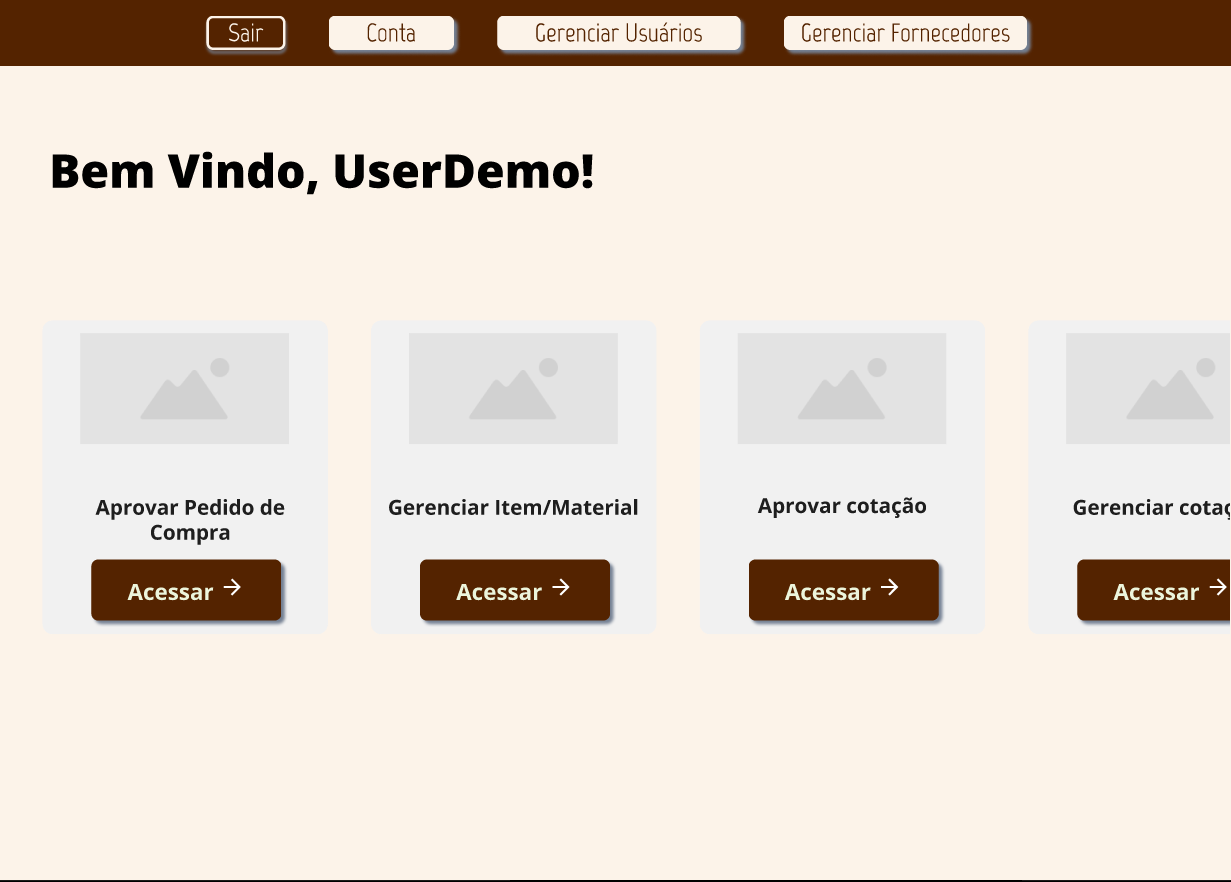 Sair Conta Gerenciar Usuários Gerenciar Fornecedores
Bem Vindo, UserDemo!
Aprovar Pedido de
Compra
Acessar →
Gerenciar Item/Material
Acessar →
Aprovar cotação
Acessar →
Gerenciar
Acessar →